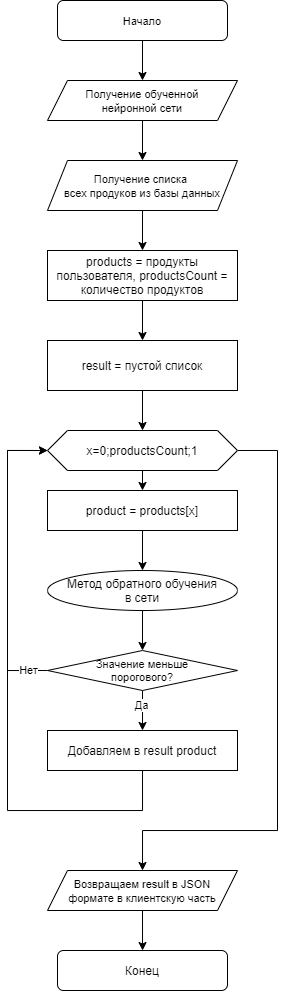 Начало
Получение обученной
нейронной сети
Получение списка
всех продуков из базы данных
products = продукты
пользователя, productsCount =
количество продуктов
result = пустой список
x=0;productsCount;1
product = products[x]
Метод обратного обучения
в сети
Значение меньше
порогового?
Нет
Да
Добавляем в result product
Возвращаем result в JSON
формате в клиентскую часть
Конец